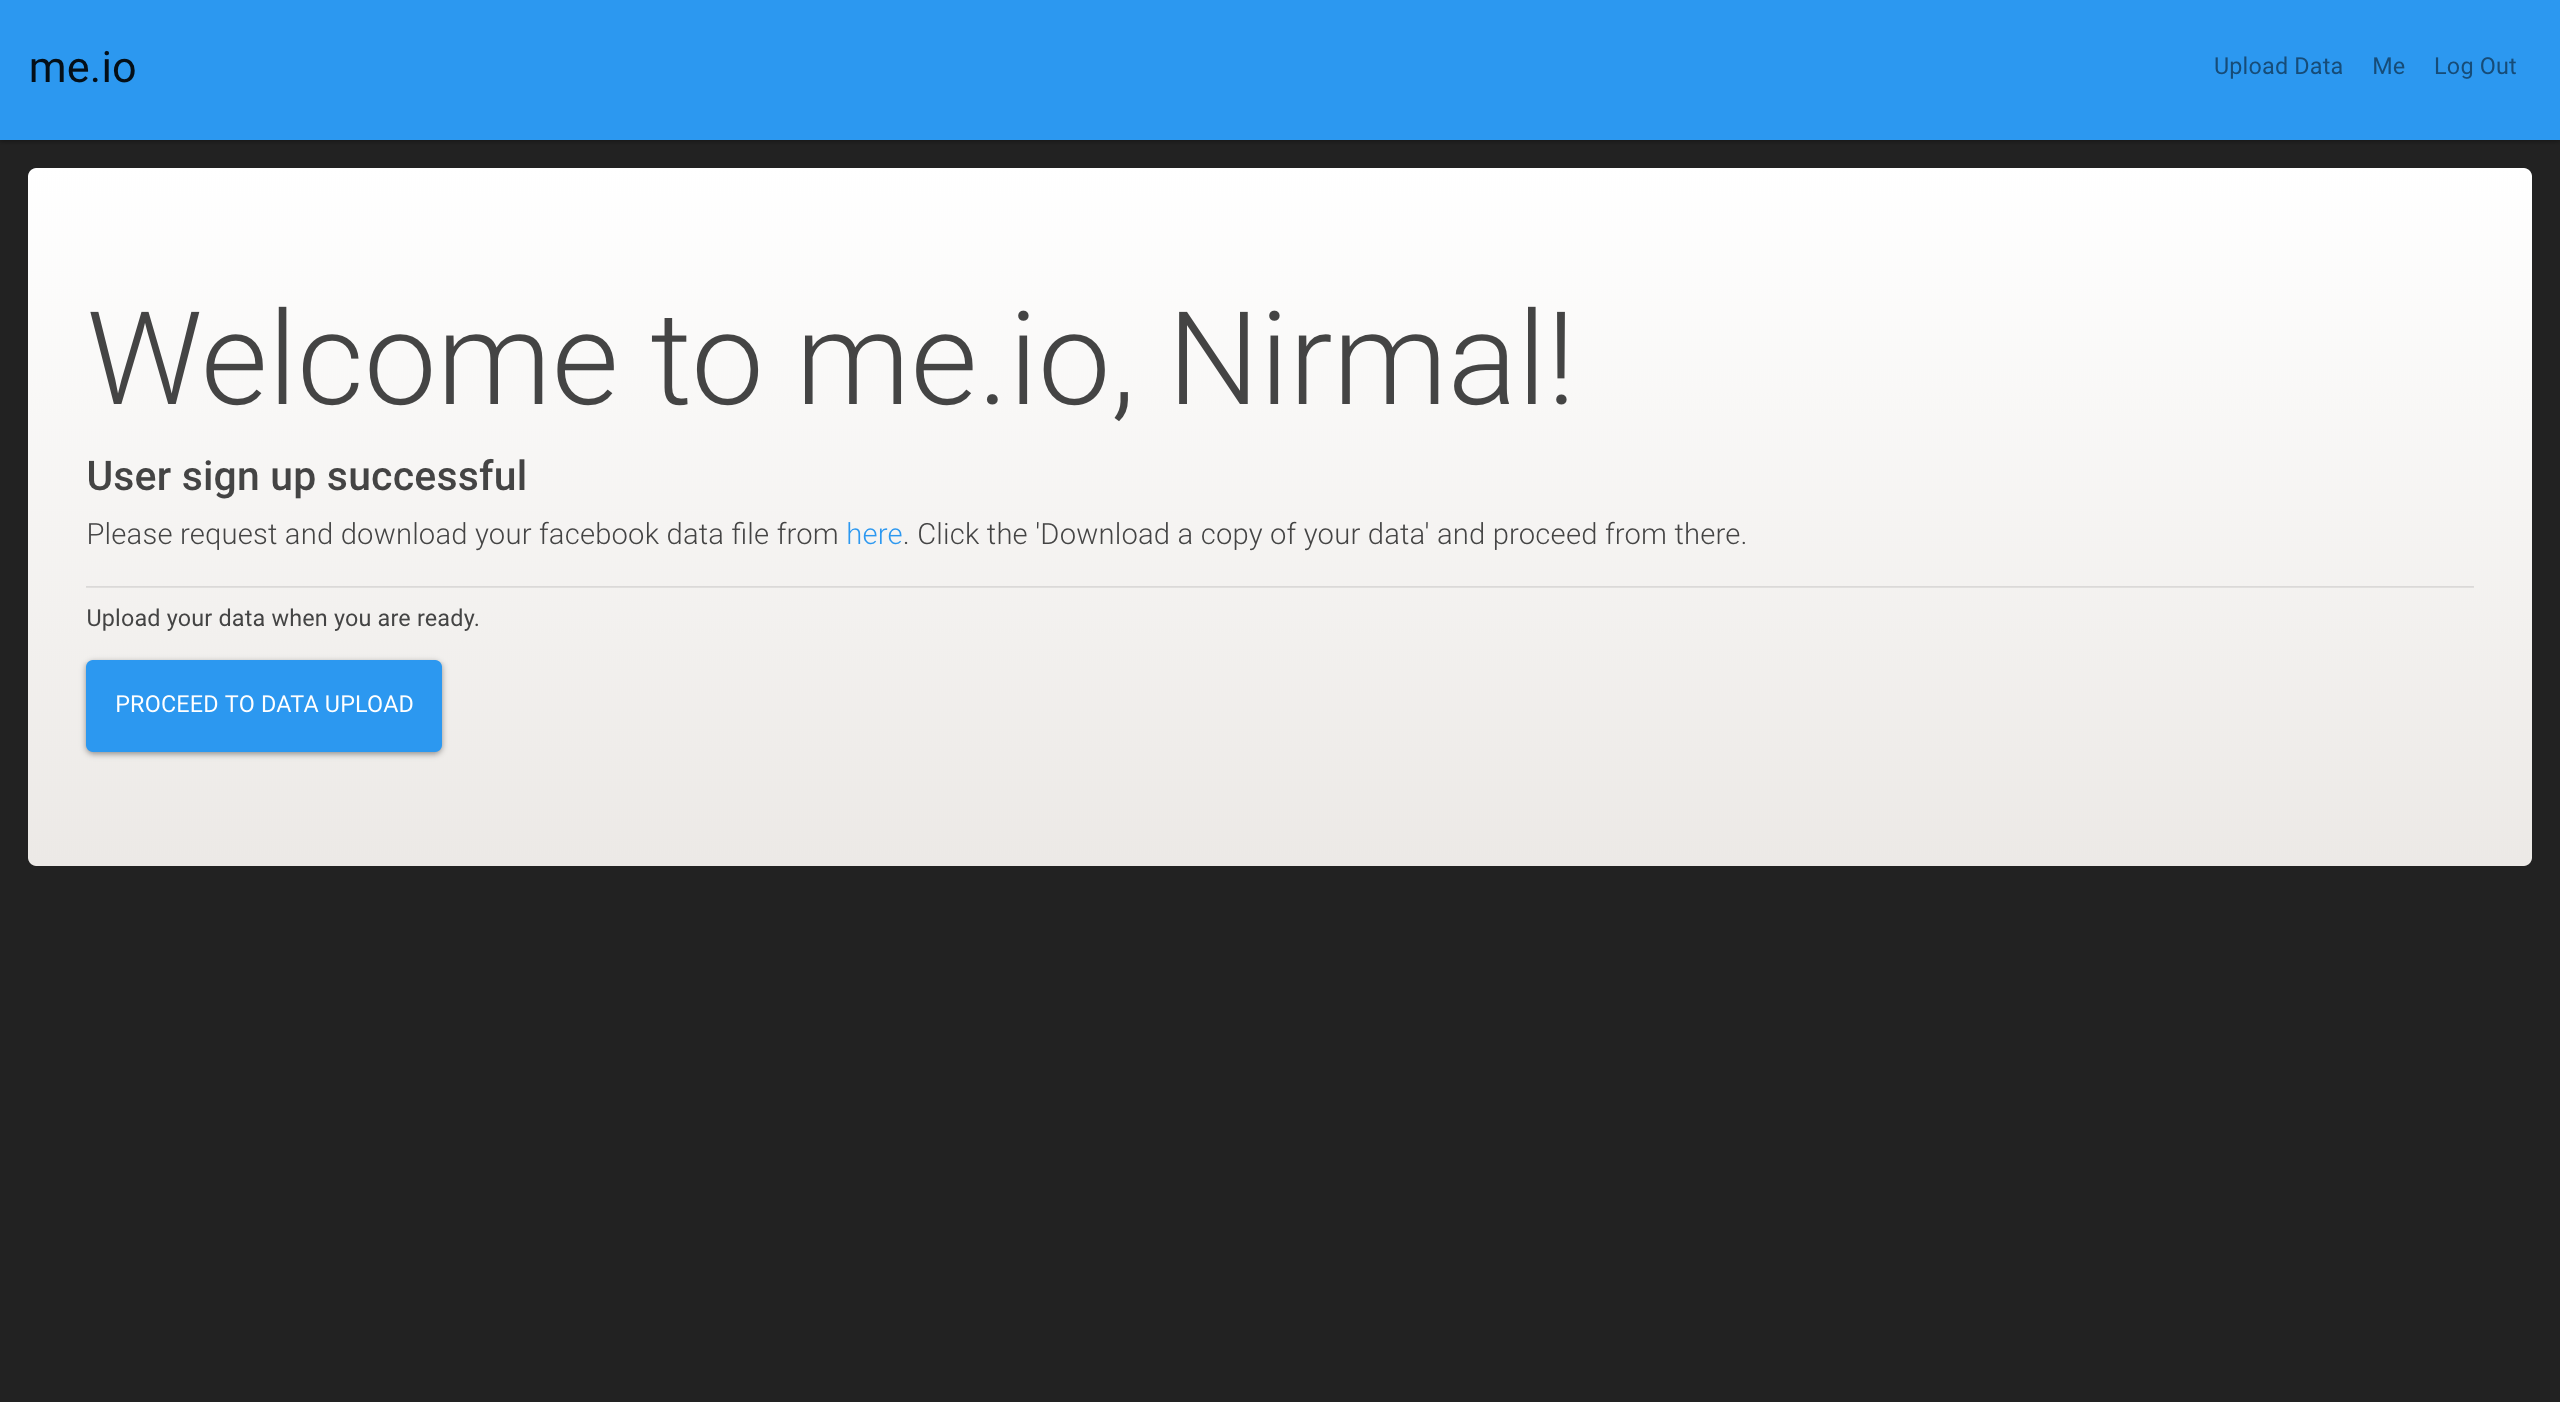 me.io
Upload Data
Me
Log Out
Welcome to me.io, Nirmal!
User sign up successful
Please request and download your facebook data file from here. Click the 'Download a copy of your data' and proceed from there.
Upload your data when you are ready.
PROCEED TO DATA UPLOAD